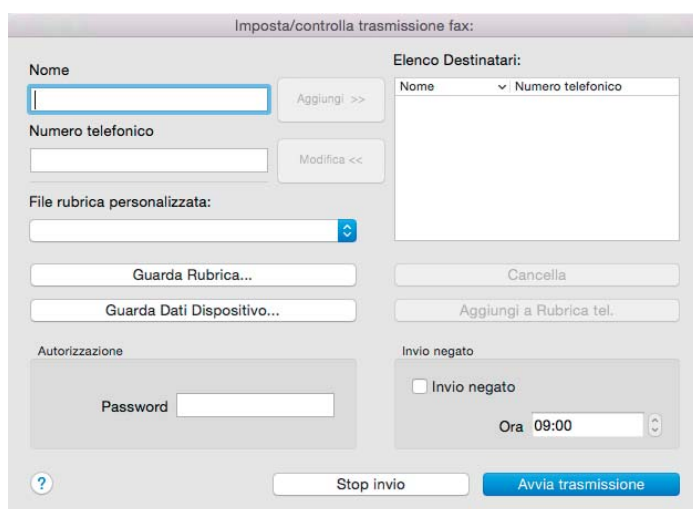 Imposta/controlla trasmissione fax:
Nome
Aggiungi >>
Numero telefonico
Modifica <<
File rubrica personalizzata:
Guarda Rubrica...
Guarda Dati Dispositivo...
Elenco Destinatari:
Nome Numero telefonico
Cancella
Aggiungi a Rubrica tel.
Autorizzazione
Password
Invio negato
Invio negato
Ora 09:00
?
Stop invio
Avvia trasmissione